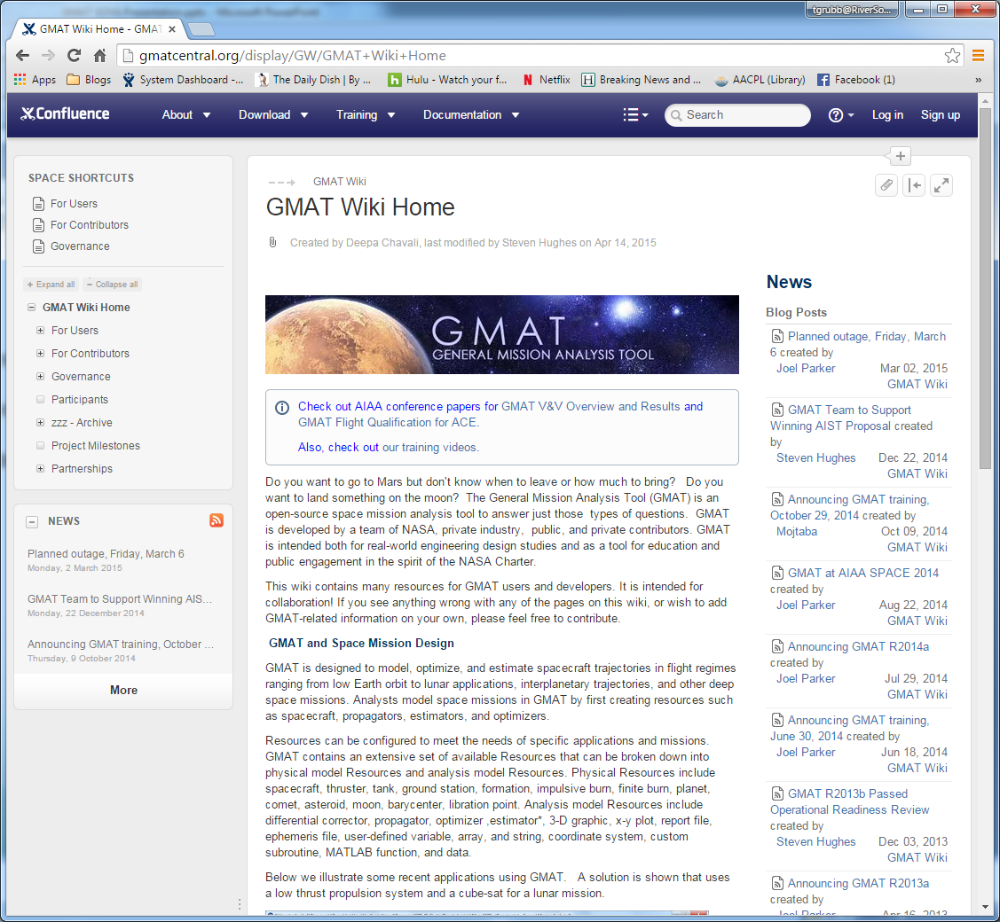 tgrubb@RiverSo...
GMAT Wiki Home - GMAT
gmatcentral.org/display/GW/GMAT+Wiki+Home
Apps
Blogs
System Dashboard -...
The Daily Dish | By ...
Hulu - Watch your f...
Netflix
Breaking News and ...
AACPL (Library)
Facebook (1)
»
Confluence
About
Download
Training
Documentation
Search
Log in
Sign up
SPACE SHORTCUTS
For Users
For Contributors
Governance
+ Expand all
− Collapse all
GMAT Wiki Home
For Users
For Contributors
Governance
Participants
zzz - Archive
Project Milestones
Partnerships
NEWS
Planned outage, Friday, March 6
Monday, 2 March 2015
GMAT Team to Support Winning AIS...
Monday, 22 December 2014
Announcing GMAT training, October ...
Thursday, 9 October 2014
More
GMAT Wiki
GMAT Wiki Home
Created by Deepa Chavali, last modified by Steven Hughes on Apr 14, 2015
GMAT
GENERAL MISSION ANALYSIS TOOL
Check out AIAA conference papers for GMAT V&V Overview and Results and
GMAT Flight Qualification for ACE.
Also, check out our training videos.
Do you want to go to Mars but don't know when to leave or how much to bring? Do you
want to land something on the moon? The General Mission Analysis Tool (GMAT) is an
open-source space mission analysis tool to answer just those types of questions. GMAT
is developed by a team of NASA, private industry, public, and private contributors. GMAT
is intended both for real-world engineering design studies and as a tool for education and
public engagement in the spirit of the NASA Charter.
This wiki contains many resources for GMAT users and developers. It is intended for
collaboration! If you see anything wrong with any of the pages on this wiki, or wish to add
GMAT-related information on your own, please feel free to contribute.
GMAT and Space Mission Design
GMAT is designed to model, optimize, and estimate spacecraft trajectories in flight regimes
ranging from low Earth orbit to lunar applications, interplanetary trajectories, and other deep
space missions. Analysts model space missions in GMAT by first creating resources such
as spacecraft, propagators, estimators, and optimizers.
Resources can be configured to meet the needs of specific applications and missions.
GMAT contains an extensive set of available Resources that can be broken down into
physical model Resources and analysis model Resources. Physical Resources include
spacecraft, thruster, tank, ground station, formation, impulsive burn, finite burn, planet,
comet, asteroid, moon, barycenter, libration point. Analysis model Resources include
differential corrector, propagator, optimizer ,estimator*, 3-D graphic, x-y plot, report file,
ephemeris file, user-defined variable, array, and string, coordinate system, custom
subroutine, MATLAB function, and data.
Below we illustrate some recent applications using GMAT. A solution is shown that uses
a low thrust propulsion system and a cube-sat for a lunar mission.
News
Blog Posts
Planned outage, Friday, March
6 created by
Joel Parker Mar 02, 2015
GMAT Wiki
GMAT Team to Support
Winning AIST Proposal created
by
Steven Hughes Dec 22, 2014
GMAT Wiki
Announcing GMAT training,
October 29, 2014 created by
Mojtaba Oct 09, 2014
GMAT Wiki
GMAT at AIAA SPACE 2014
created by
Joel Parker Aug 22, 2014
GMAT Wiki
Announcing GMAT R2014a
created by
Joel Parker Jul 29, 2014
GMAT Wiki
Announcing GMAT training,
June 30, 2014 created by
Joel Parker Jun 18, 2014
GMAT Wiki
GMAT R2013b Passed
Operational Readiness Review
created by
Steven Hughes Dec 03, 2013
GMAT Wiki
Announcing GMAT R2013a
created by
Joel Parker Apr 16, 2013